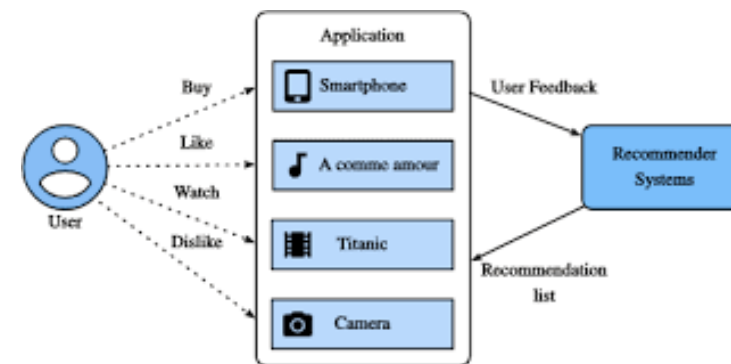 Application
Buy
Smartphone
User Feedback
Like
A comme amour
Recommender
Systems
Watch
User
Dislike
Titanic
Recommendation
list
Camera